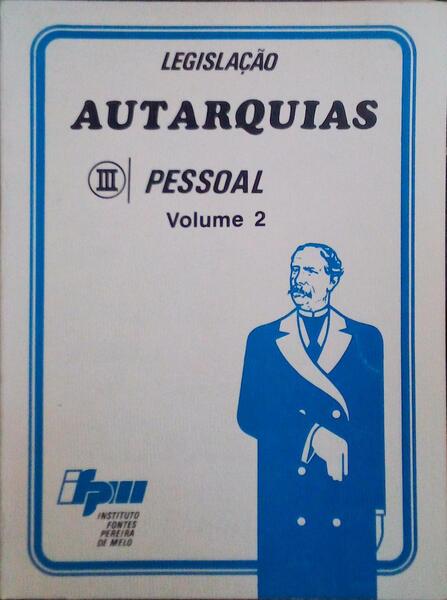 LEGISLAÇÃO
AUTARQUIAS
III PESSOAL
Volume 2
ifpm
INSTITUTO
FONTES
PEREIRA
DE MELO